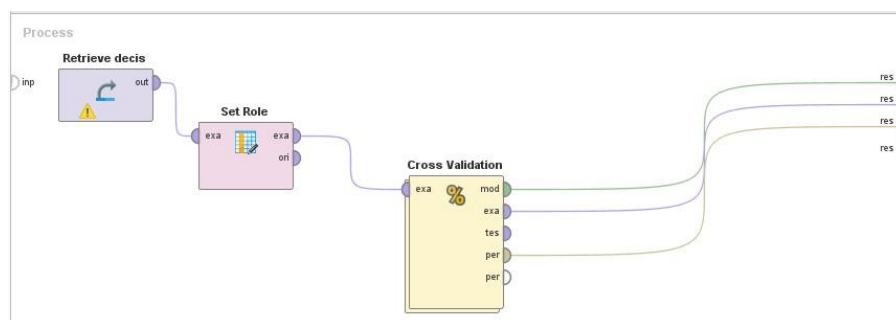 Process
Retrieve decis
inp
out
Set Role
exa
exa
ori
Cross Validation
exa
mod
exa
tes
per
per
res
res
res
res